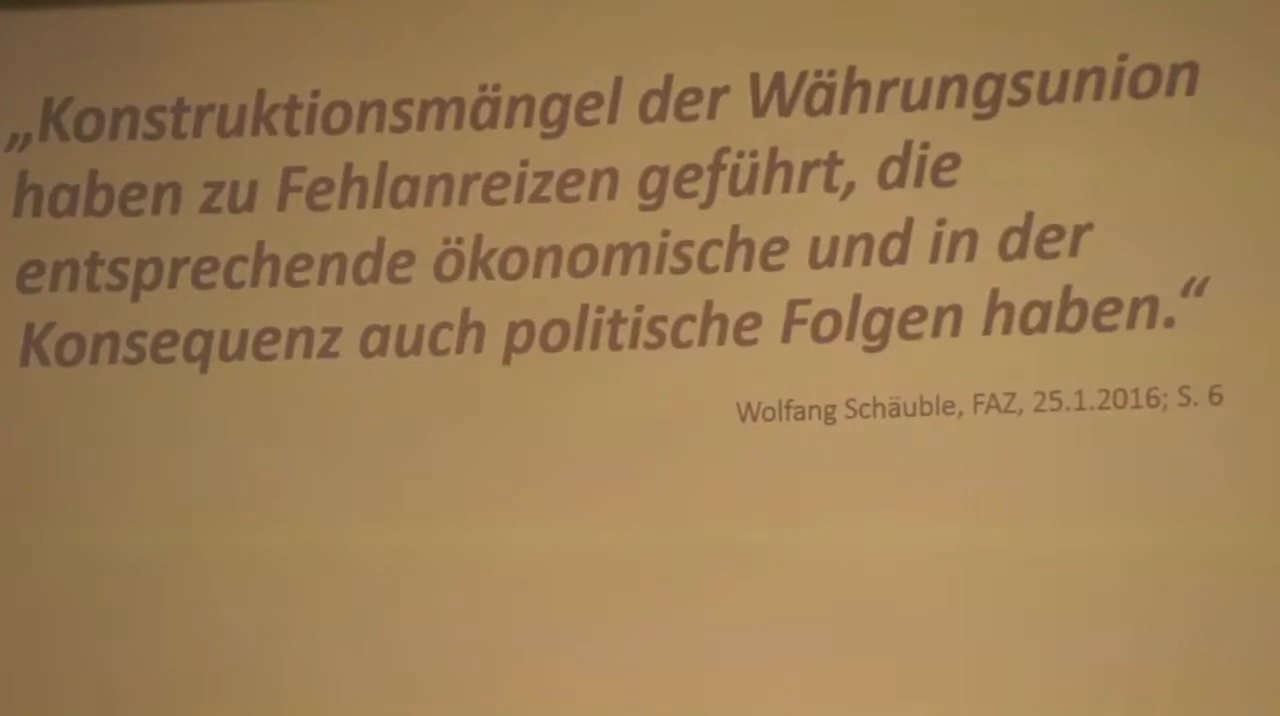 „Konstruktionsmängel der Währungsunion
haben zu Fehlanreizen geführt, die
entsprechende ökonomische und in der
Konsequenz auch politische Folgen haben.“
Wolfang Schäuble, FAZ, 25.1.2016; S. 6